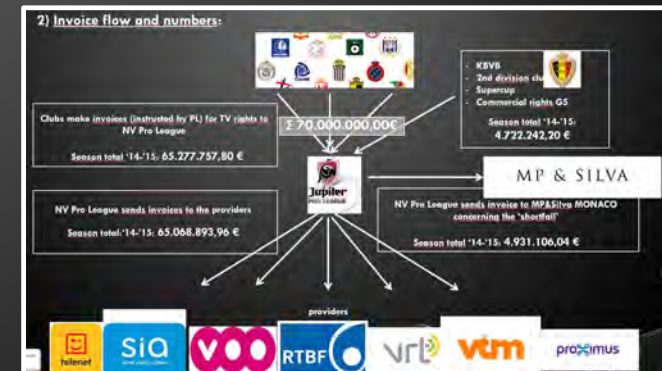 2) Invoice flow and numbers:
- KBVB
- 2nd division
- Supercup
- Commercial rights G5
Season total '14-'15:
4.722.242,20 €
Clubs make invoices (instructed by PL) for TV rights to
NV Pro League
Season total '14-'15: 65.277.757,80 €
Σ 70.000.000,00€
Jupiler
PRO LEAGUE
MP & SILVA
NV Pro League sends invoices to the providers
Season total:'14-'15: 65.068.893,96 €
NV Pro League sends invoice to MP&Silva MONACO
concerning the 'shortfall'
Season total '14-'15: 4.931.106,04 €
providers
telenet
sia
VOO
RTBF
vrt
vtm
proximus